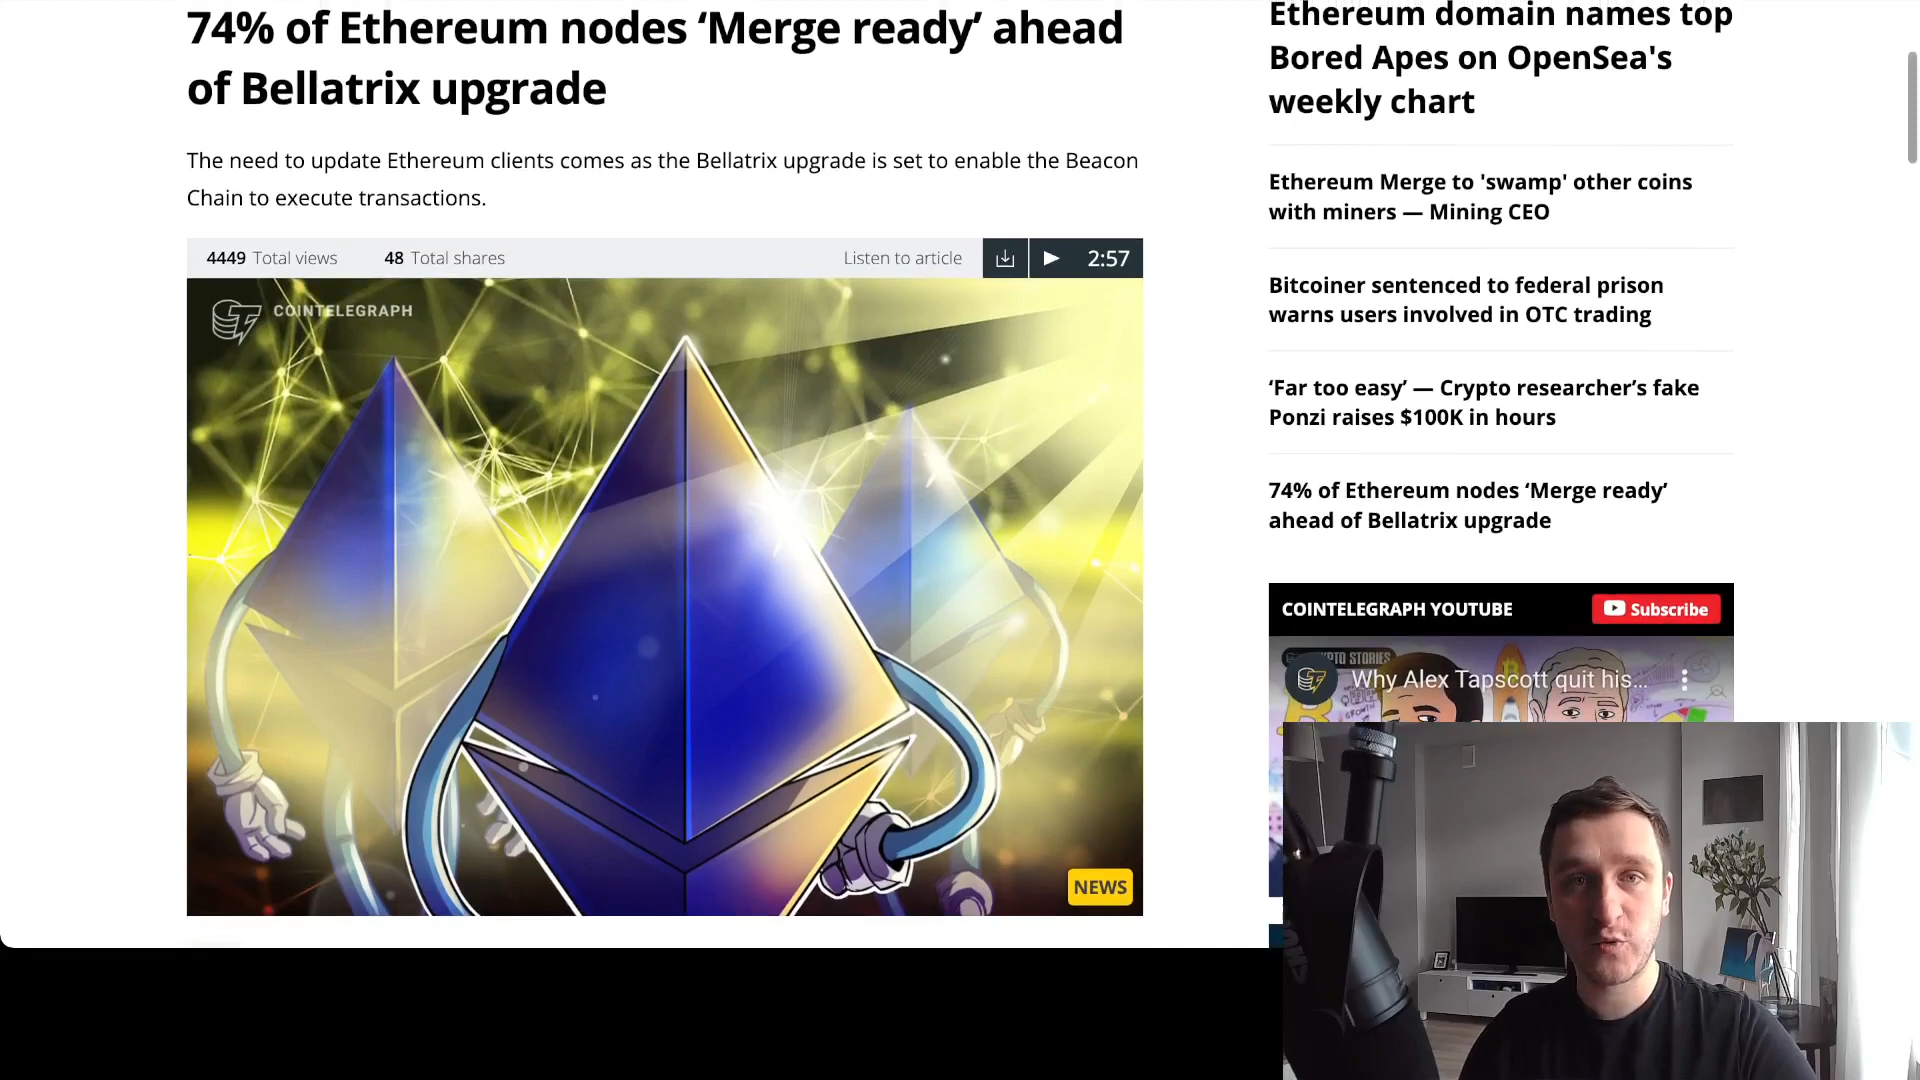 74% of Ethereum nodes ‘Merge ready’ ahead
of Bellatrix upgrade
The need to update Ethereum clients comes as the Bellatrix upgrade is set to enable the Beacon
Chain to execute transactions.
4449 Total views 48 Total shares Listen to article 2:57
COINTELEGRAPH
NEWS
Ethereum domain names top
Bored Apes on OpenSea's
weekly chart
Ethereum Merge to 'swamp' other coins
with miners — Mining CEO
Bitcoiner sentenced to federal prison
warns users involved in OTC trading
‘Far too easy’ — Crypto researcher’s fake
Ponzi raises $100K in hours
74% of Ethereum nodes ‘Merge ready’
ahead of Bellatrix upgrade
COINTELEGRAPH YOUTUBE Subscribe
STORIES
Why Alex Tapscott quit his...